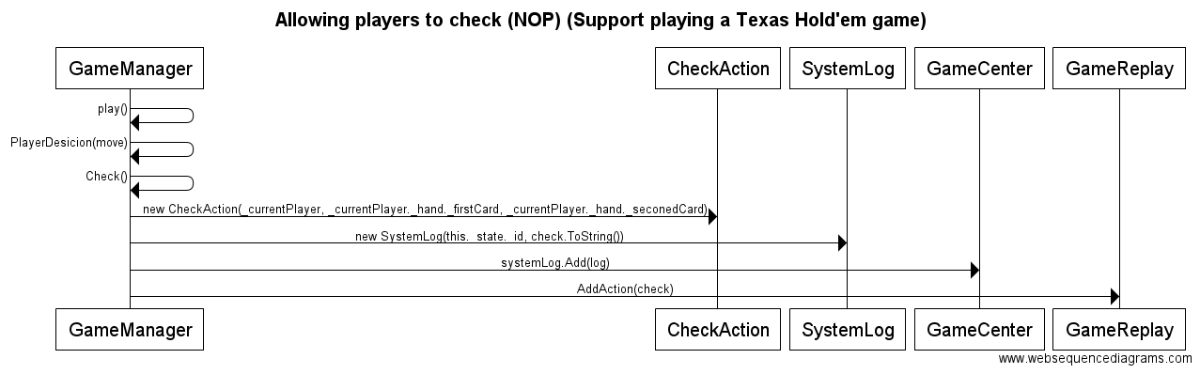 Allowing players to check (NOP) (Support playing a Texas Hold'em game)
GameManager CheckAction SystemLog GameCenter GameReplay
play()
PlayerDesicion(move)
Check()
new CheckAction(_currentPlayer, _currentPlayer._hand._firstCard, _currentPlayer._hand._seconedCard)
new SystemLog(this._state._id, check.ToString())
systemLog.Add(log)
AddAction(check)
GameManager CheckAction SystemLog GameCenter GameReplay
www.websequencediagrams.com